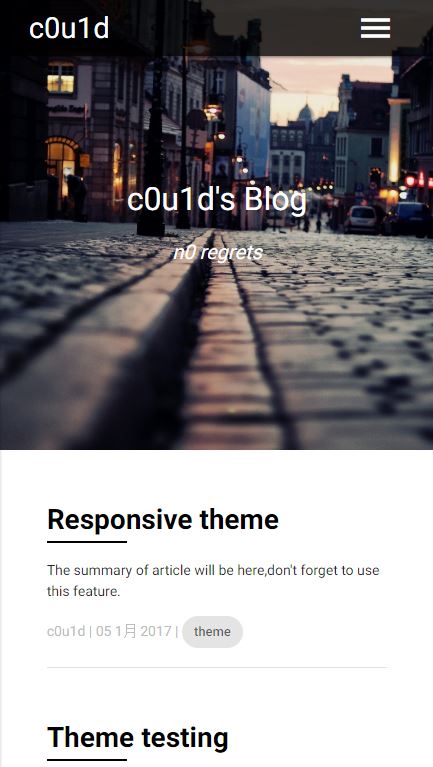 c0u1d
c0u1d's Blog
n0 regrets
Responsive theme
The summary of article will be here,don't forget to use
this feature.
c0u1d | 05 1月 2017 | theme
Theme testing